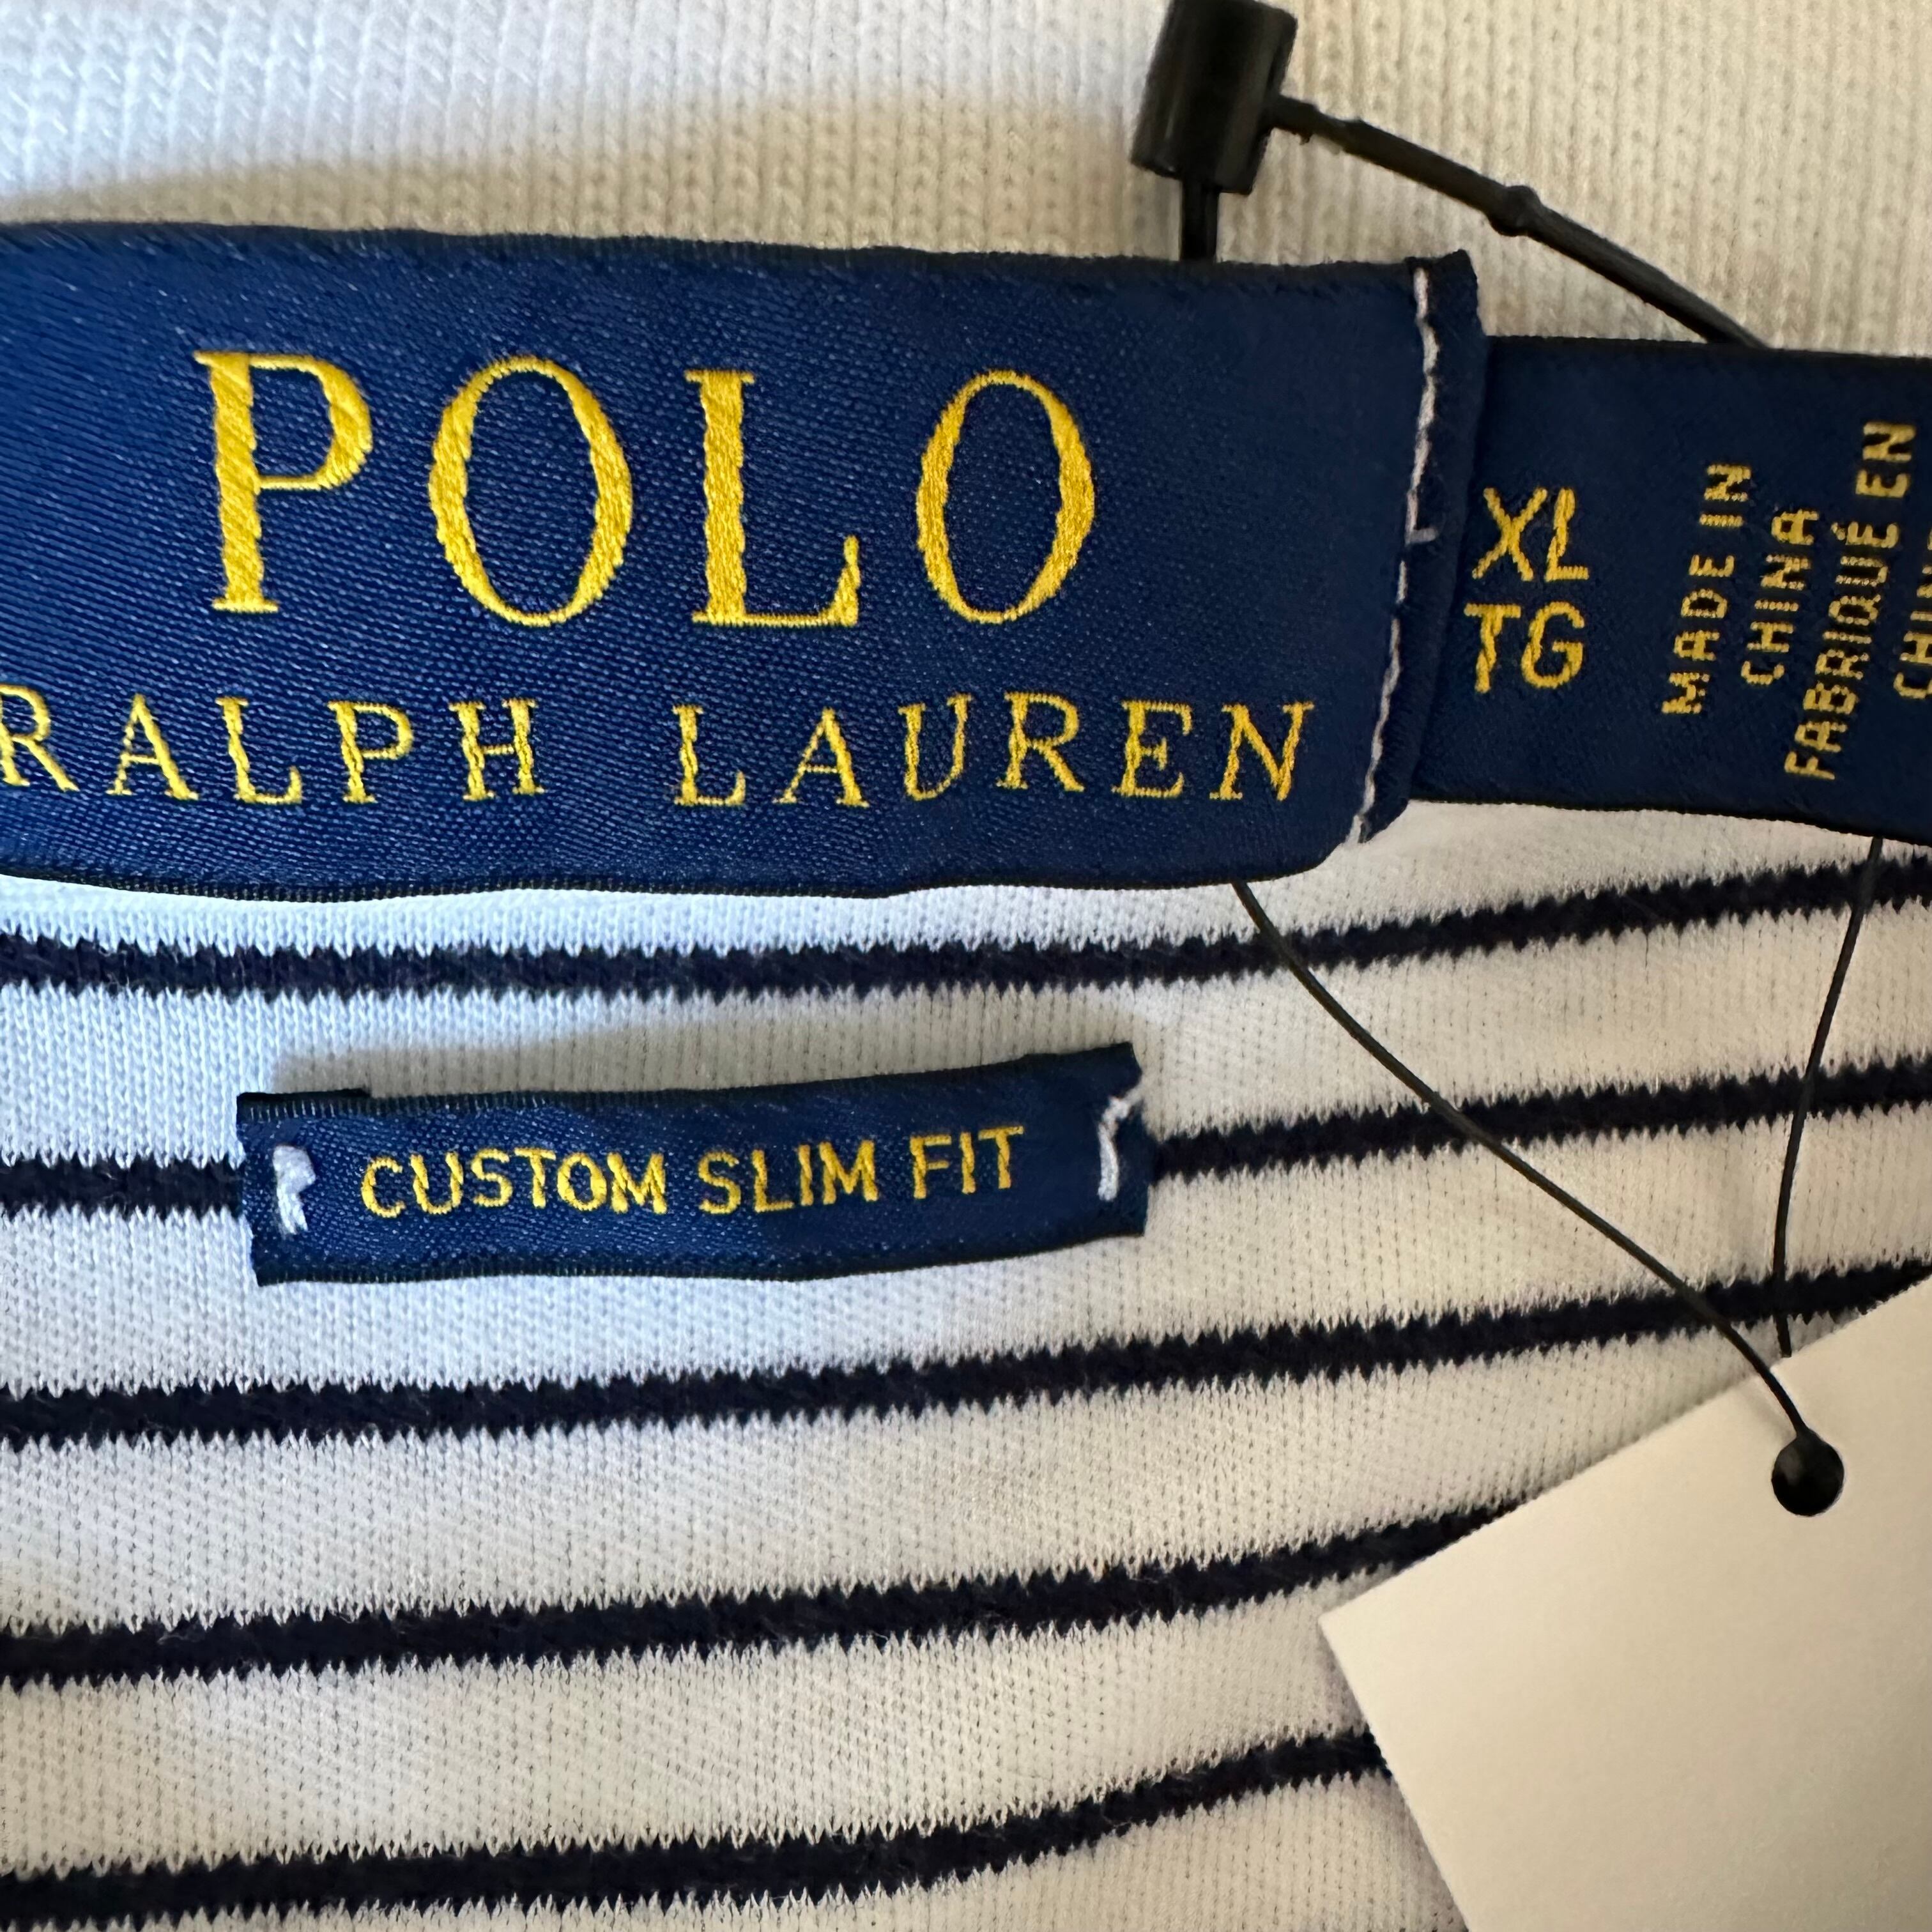 POLO
RALPH LAUREN
XL
TG
MADE IN
CHINA
FABRIQUÉ EN
CUSTOM SLIM FIT